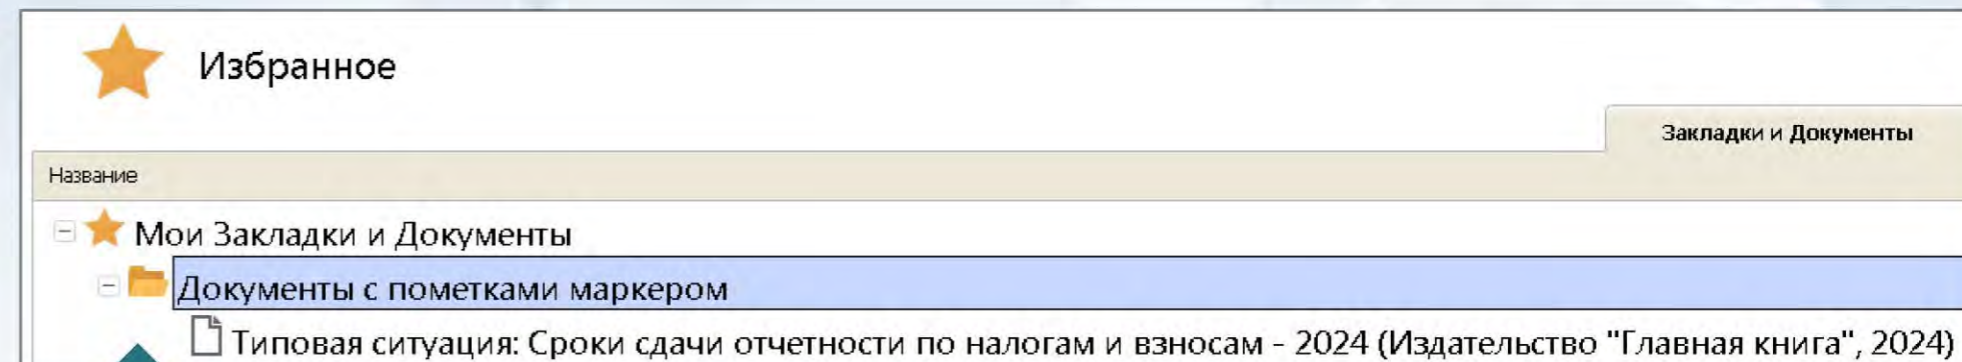 Избранное
Закладки и Документы
Название
Мои Закладки и Документы
Документы с пометками маркером
Типовая ситуация: Сроки сдачи отчетности по налогам и взносам - 2024 (Издательство "Главная книга", 2024)